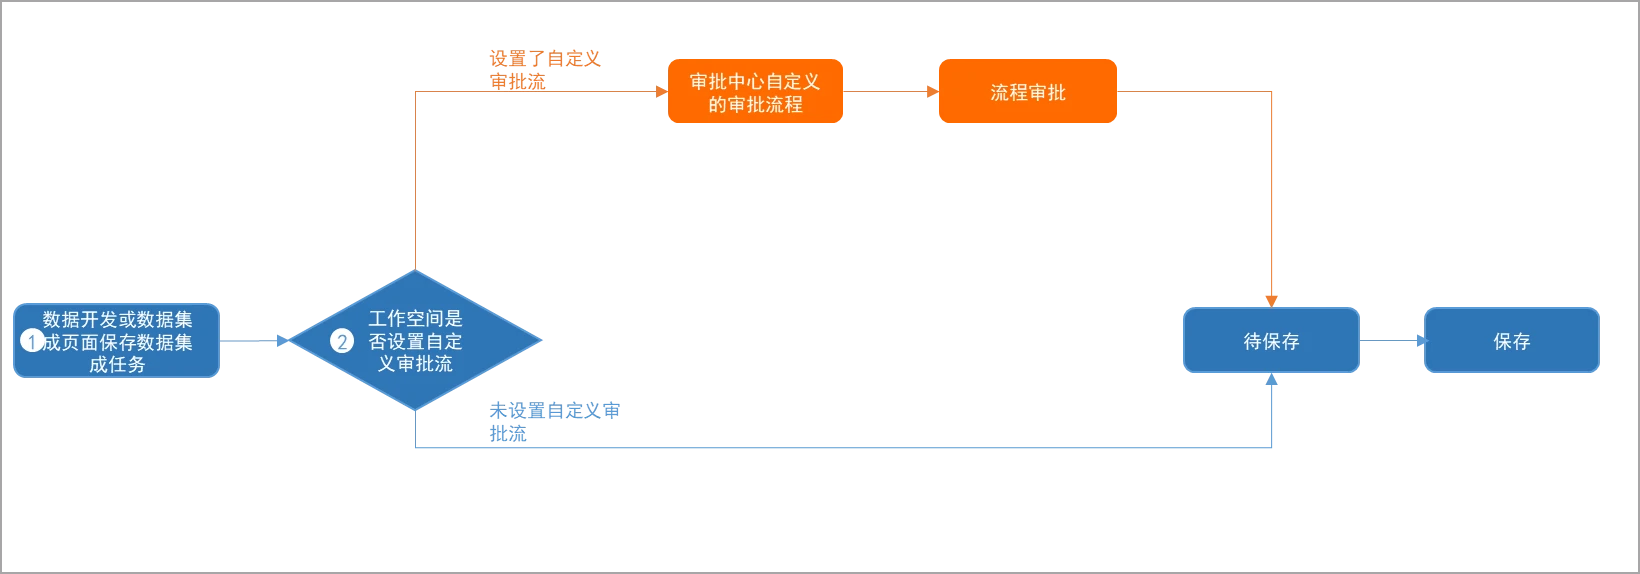 设置了自定义
审批流
审批中心自定义
的审批流程
流程审批
数据开发或数据集
1
成页面保存数据集
成任务
工作空间是
2
否设置自定
义审批流
待保存
保存
未设置自定义审
批流